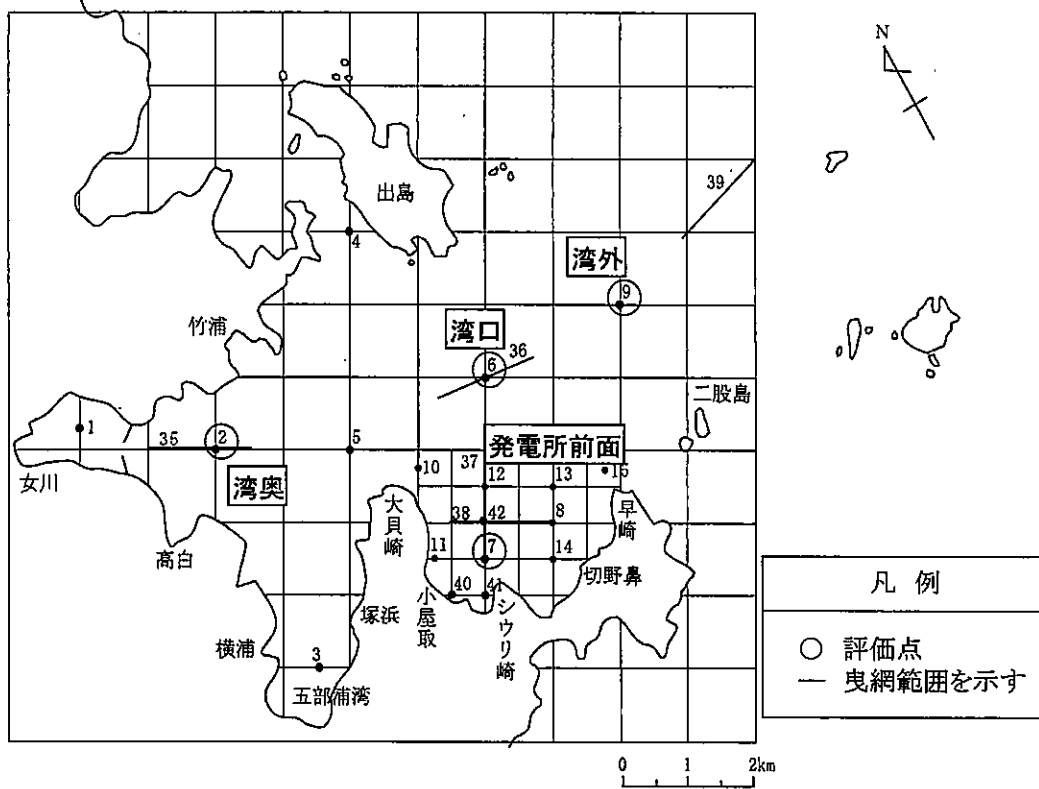 N
出島
39
4
湾外
9
竹浦
湾口
36
6
二股島
1
35
2
5
発電所前面
10
37
12
13
15
女川
湾奥
大貝崎
38
42
8
早崎
高白
11
7
14
切野鼻
40
41
小屋取
シウリ崎
塚浜
横浦
3
五部浦湾
凡例
○ 評価点
― 曳網範囲を示す
0 1 2km